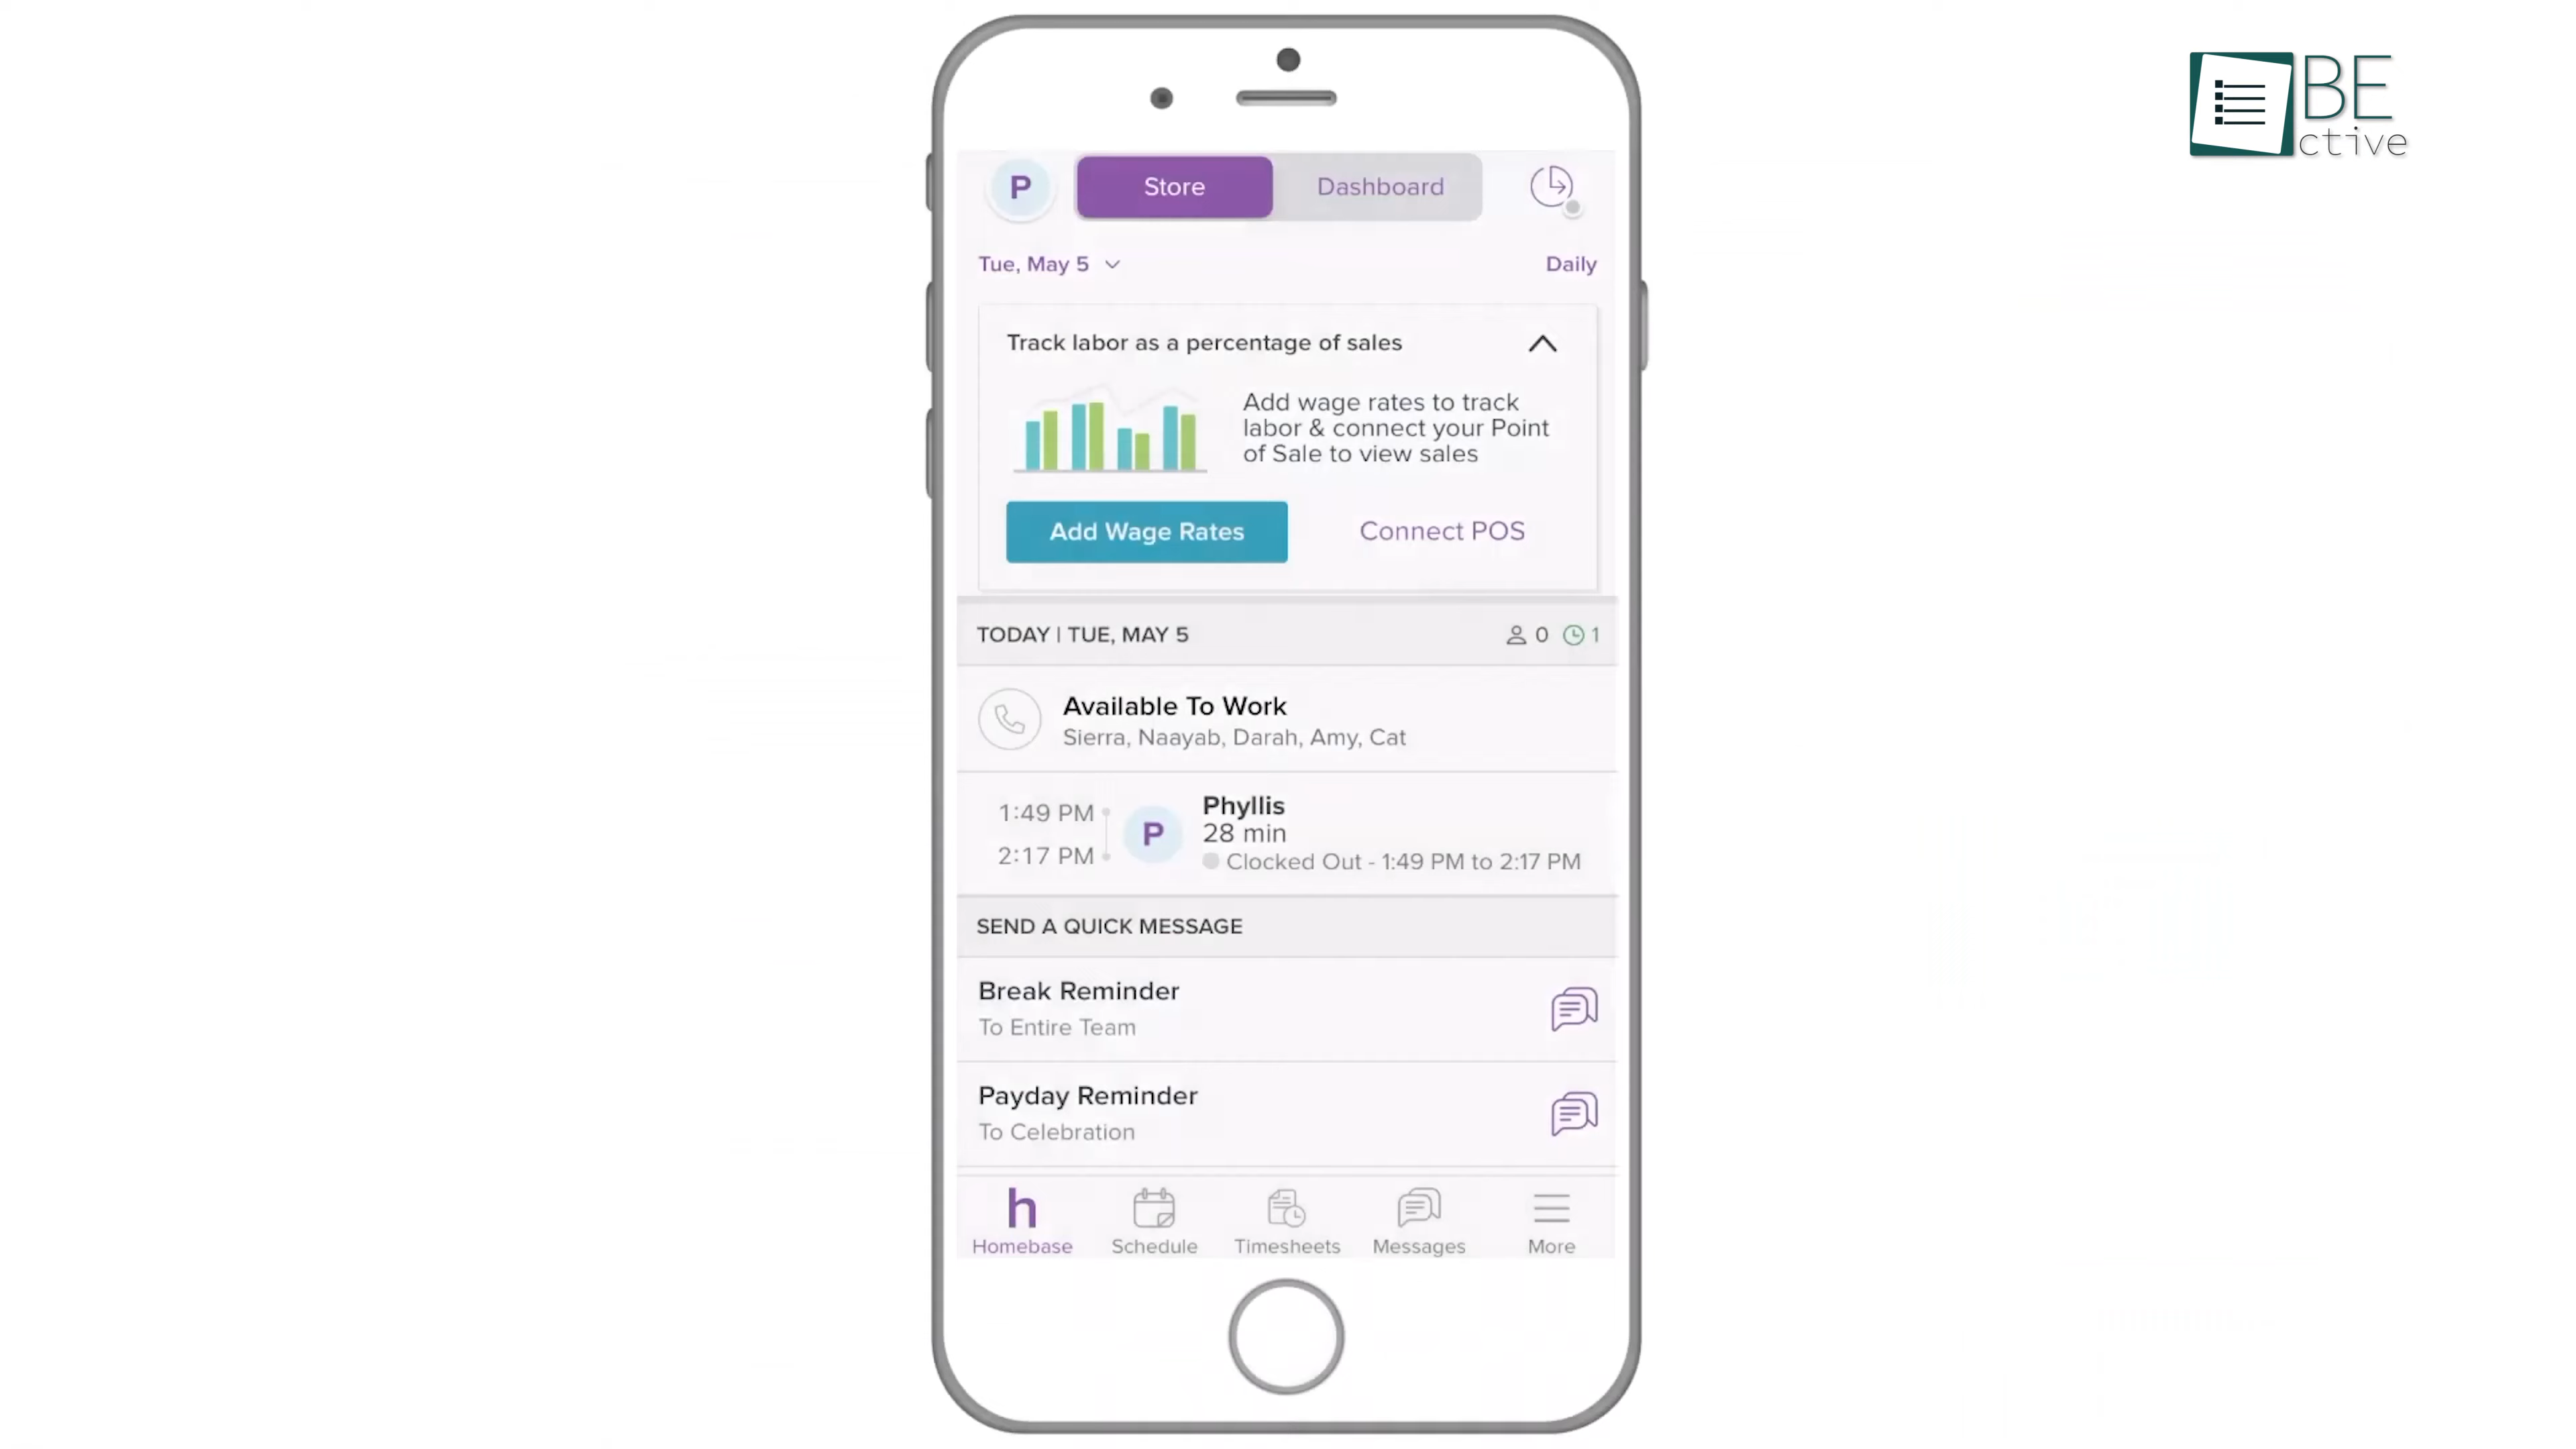 BE
ctive
P
Store
Dashboard
Tue, May 5
Daily
Track labor as a percentage of sales
Add wage rates to track
labor & connect your Point
of Sale to view sales
Add Wage Rates
Connect POS
TODAY | TUE, MAY 5
0
1
Available To Work
Sierra, Naayab, Darah, Amy, Cat
1:49 PM
2:17 PM
P
Phyllis
28 min
Clocked Out - 1:49 PM to 2:17 PM
SEND A QUICK MESSAGE
Break Reminder
To Entire Team
Payday Reminder
To Celebration
h
Homebase
Schedule
Timesheets
Messages
More